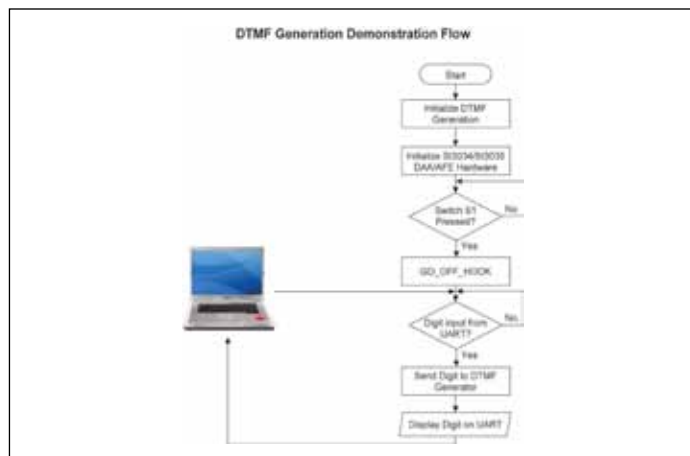 DTMF Generation Demonstration Flow
Start
Initialize DTMF
Generation
Initialize Si3034/Si3035
DAA/AFE Hardware
Switch S1
Pressed?
No
Yes
GO_OFF_HOOK
Digit input from
UART?
No
Yes
Send Digit to DTMF
Generator
Display Digit on UART